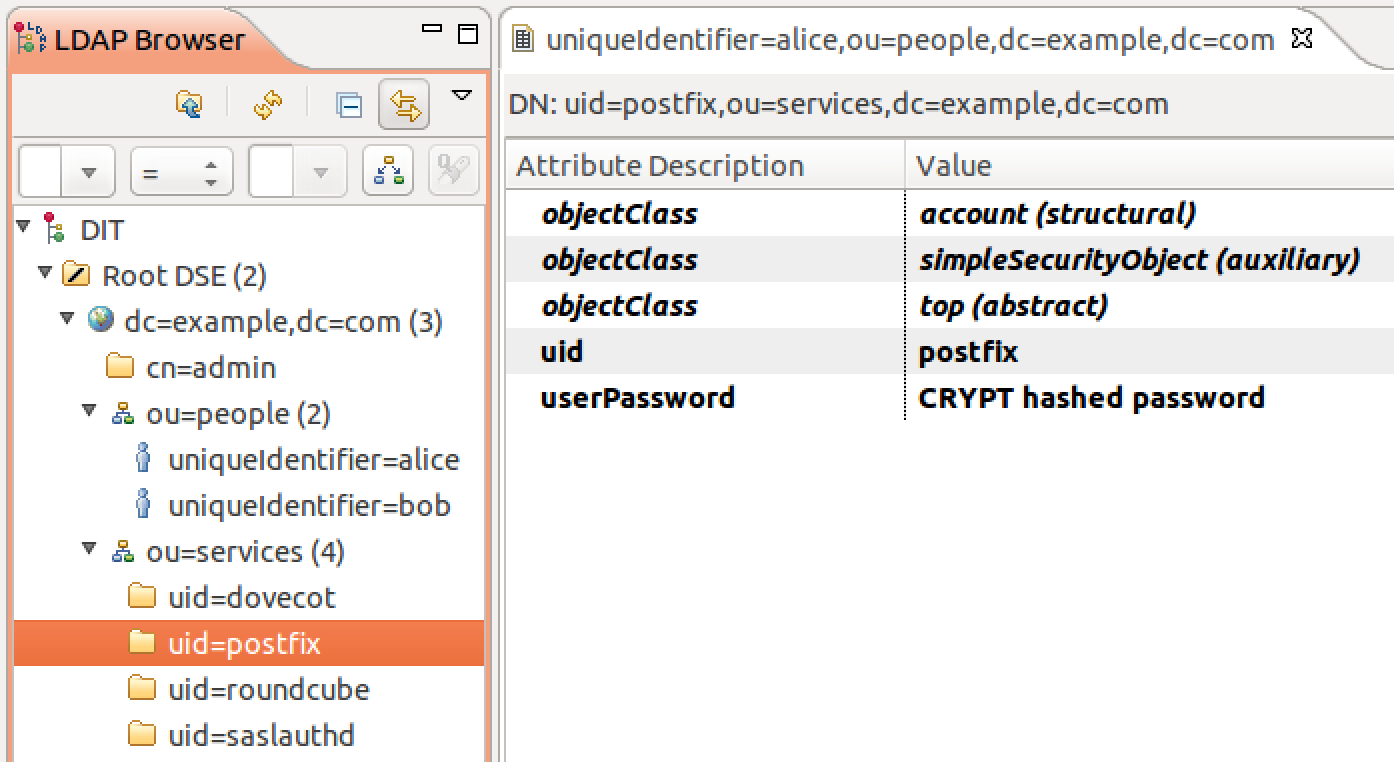 LDAP Browser
=
DIT
Root DSE (2)
dc=example,dc=com (3)
cn=admin
ou=people (2)
uniqueIdentifier=alice
uniqueIdentifier=bob
ou=services (4)
uid=dovecot
uid=postfix
uid=roundcube
uid=saslauthd
uniqueIdentifier=alice,ou=people,dc=example,dc=com
DN: uid=postfix,ou=services,dc=example,dc=com
Attribute Description Value
objectClass account (structural)
objectClass simpleSecurityObject (auxiliary)
objectClass top (abstract)
uid postfix
userPassword CRYPT hashed password